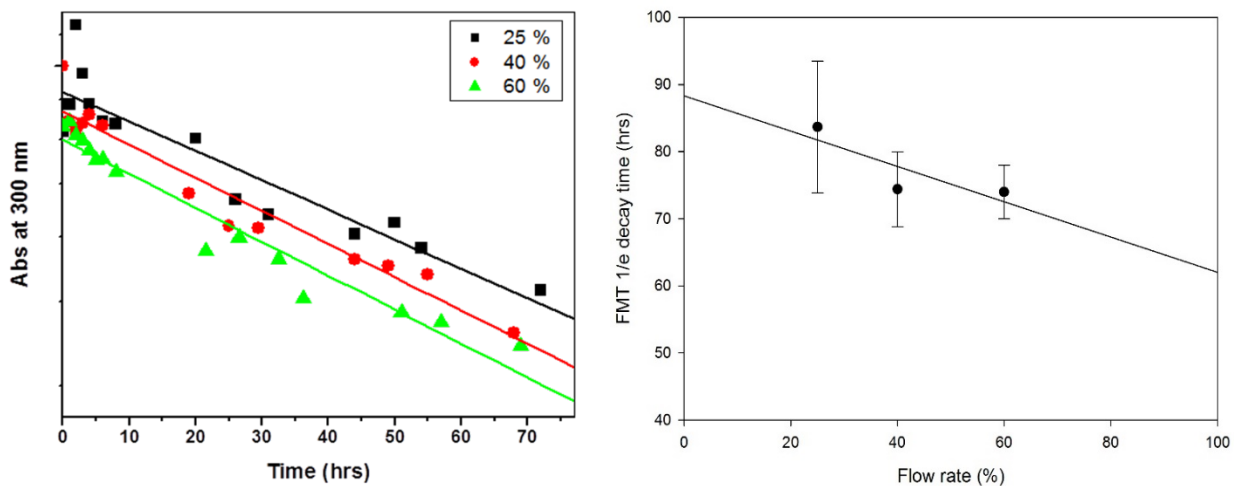 25 %
40 %
60 %
Abs at 300 nm
0 10 20 30 40 50 60 70
Time (hrs)
100
90
80
70
60
50
40
FMT 1/e decay time (hrs)
0 20 40 60 80 100
Flow rate (%)